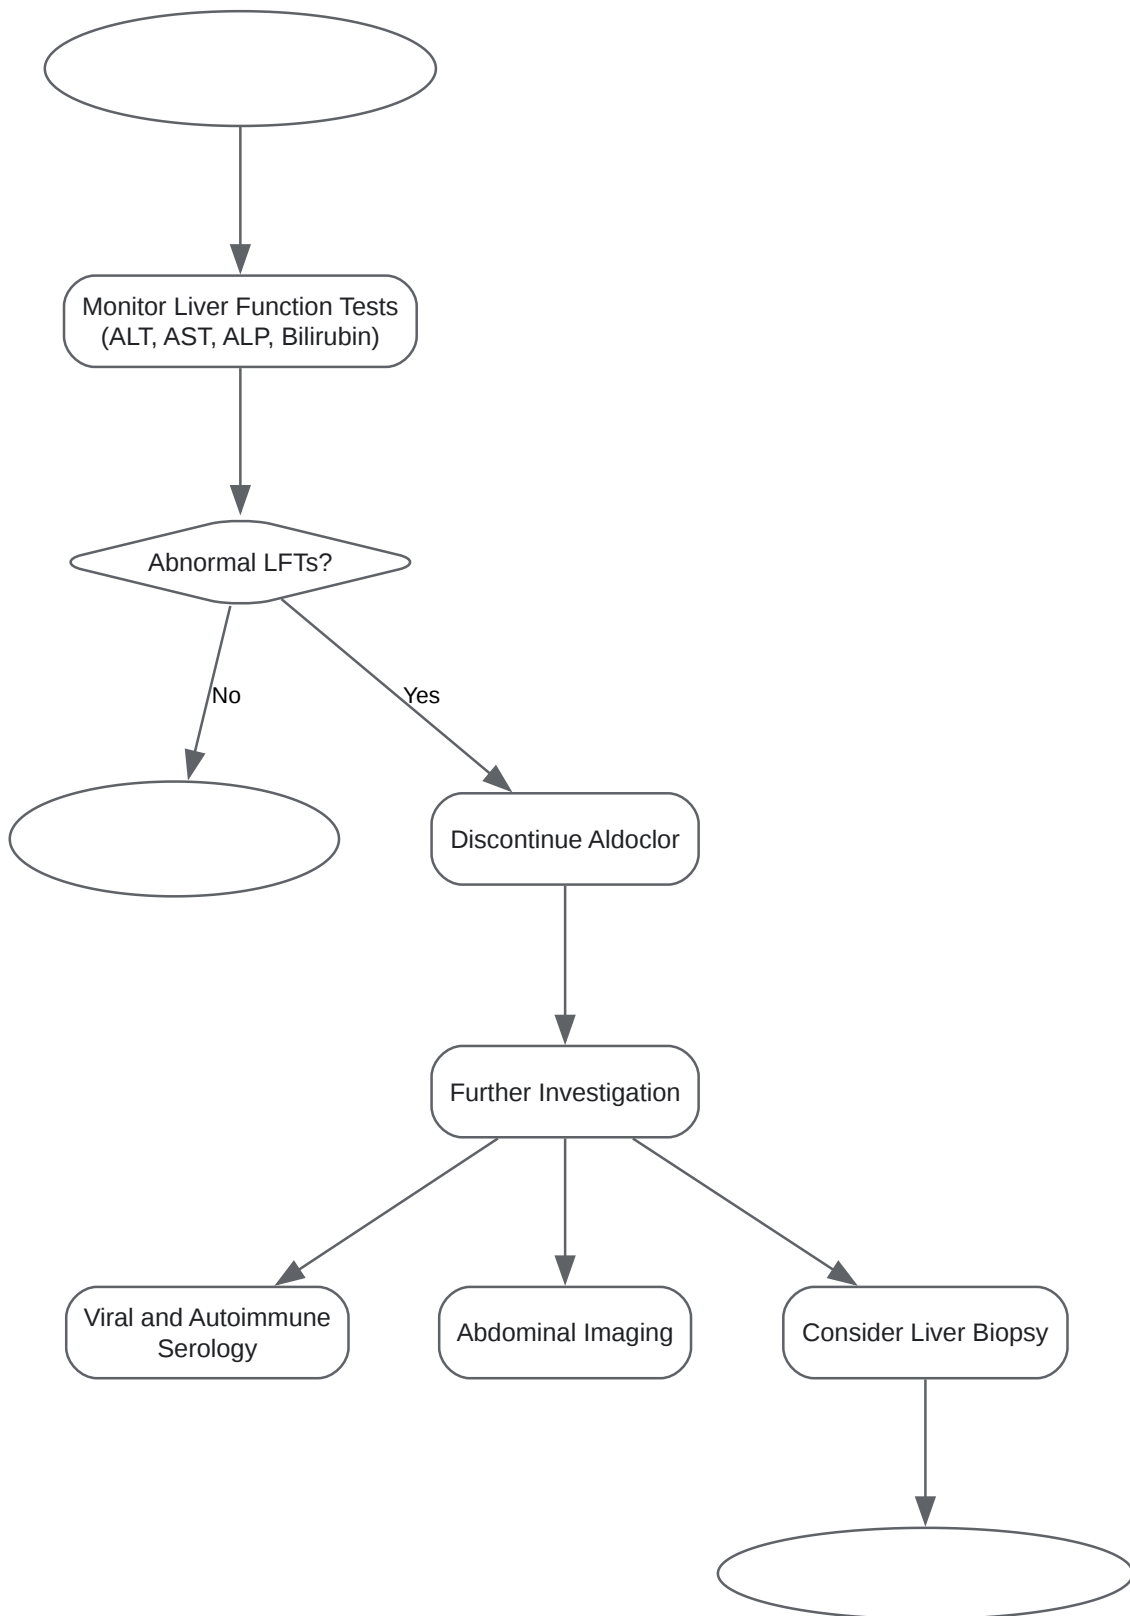 Monitor Liver Function Tests
(ALT, AST, ALP, Bilirubin)
Abnormal LFTs?
No
Yes
Discontinue Aldoclor
Further Investigation
Viral and Autoimmune
Serology
Abdominal Imaging
Consider Liver Biopsy